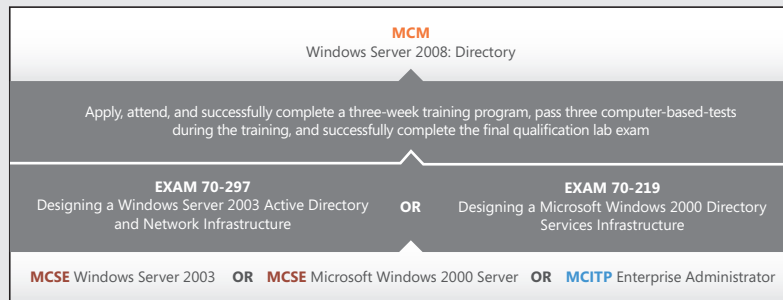 MCM
Windows Server 2008: Directory
Apply, attend, and successfully complete a three-week training program, pass three computer-based-tests
during the training, and successfully complete the final qualification lab exam
EXAM 70-297
Designing a Windows Server 2003 Active Directory
and Network Infrastructure
OR
EXAM 70-219
Designing a Microsoft Windows 2000 Directory
Services Infrastructure
MCSE Windows Server 2003 OR MCSE Microsoft Windows 2000 Server OR MCITP Enterprise Administrator